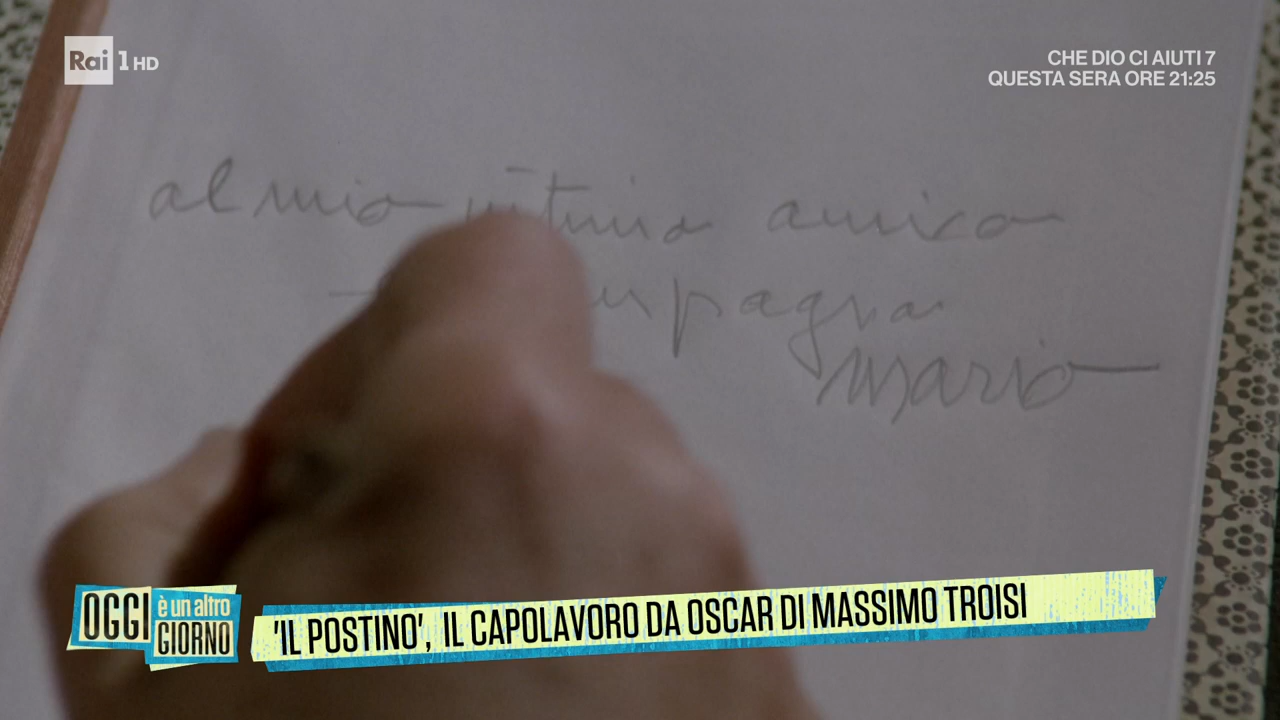 Rai 1 HD
CHE DIO CI AIUTI 7
QUESTA SERA ORE 21:25
al mio intimo amico
mario
OGGI è un altro GIORNO
'IL POSTINO', IL CAPOLAVORO DA OSCAR DI MASSIMO TROISI